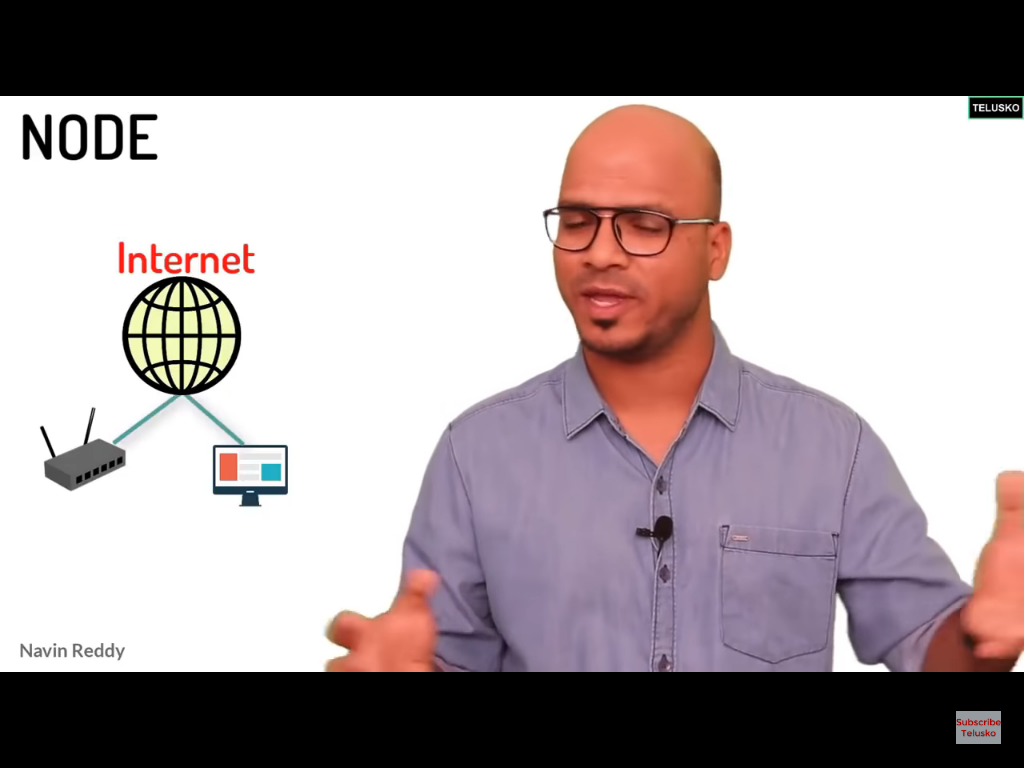 NODE
TELUSKO
Internet
Navin Reddy
Subscribe
Telusko